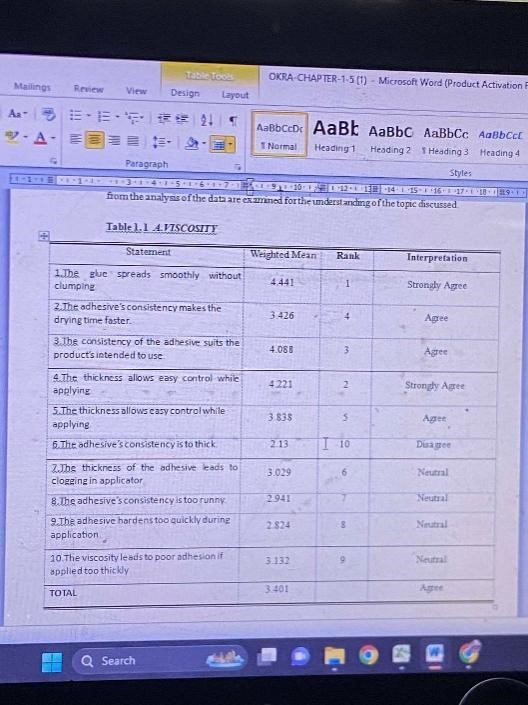 Table Tools
OKRA-CHAPTER-1-5 (1) - Microsoft Word (Product Activation F
Mailings Review View Design Layout
Aa
AaBbCcDc AaBb AaBbC AaBbCc AaBbCcI
¶ Normal Heading 1 Heading 2 ¶ Heading 3 Heading 4
Paragraph Styles
from the analysis of the data are examined for the understanding of the topic discussed.
Table1.1 A.VISCOSITY
Statement Weighted Mean Rank Interpretation
1.The glue spreads smoothly without
clumping. 4.441 1 Strongly Agree
2.The adhesive's consistency makes the
drying time faster. 3.426 4 Agree
3.The consistency of the adhesive suits the
product's intended to use. 4.088 3 Agree
4.The thickness allows easy control while
applying. 4.221 2 Strongly Agree
5.The thickness allows easy control while
applying. 3.838 5 Agree
6.The adhesive's consistency is to thick. 2.13 10 Disagree
7.The thickness of the adhesive leads to
clogging in applicator. 3.029 6 Neutral
8.The adhesive's consistency is too runny. 2.941 7 Neutral
9.The adhesive hardens too quickly during
application. 2.824 8 Neutral
10.The viscosity leads to poor adhesion if
applied too thickly. 3.132 9 Neutral
TOTAL 3.401 Agree
Search